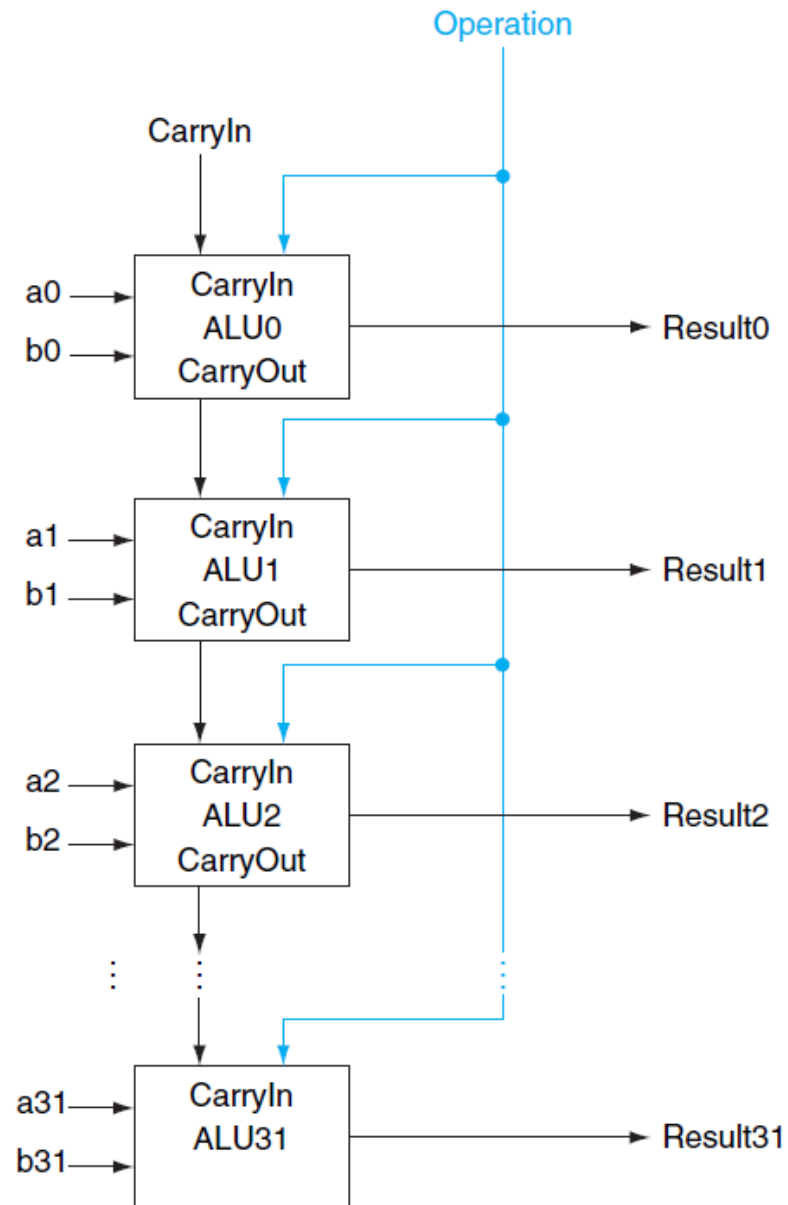 Operation
CarryIn
a0
b0
CarryIn
ALU0
CarryOut
Result0
a1
b1
CarryIn
ALU1
CarryOut
Result1
a2
b2
CarryIn
ALU2
CarryOut
Result2
a31
b31
CarryIn
ALU31
Result31